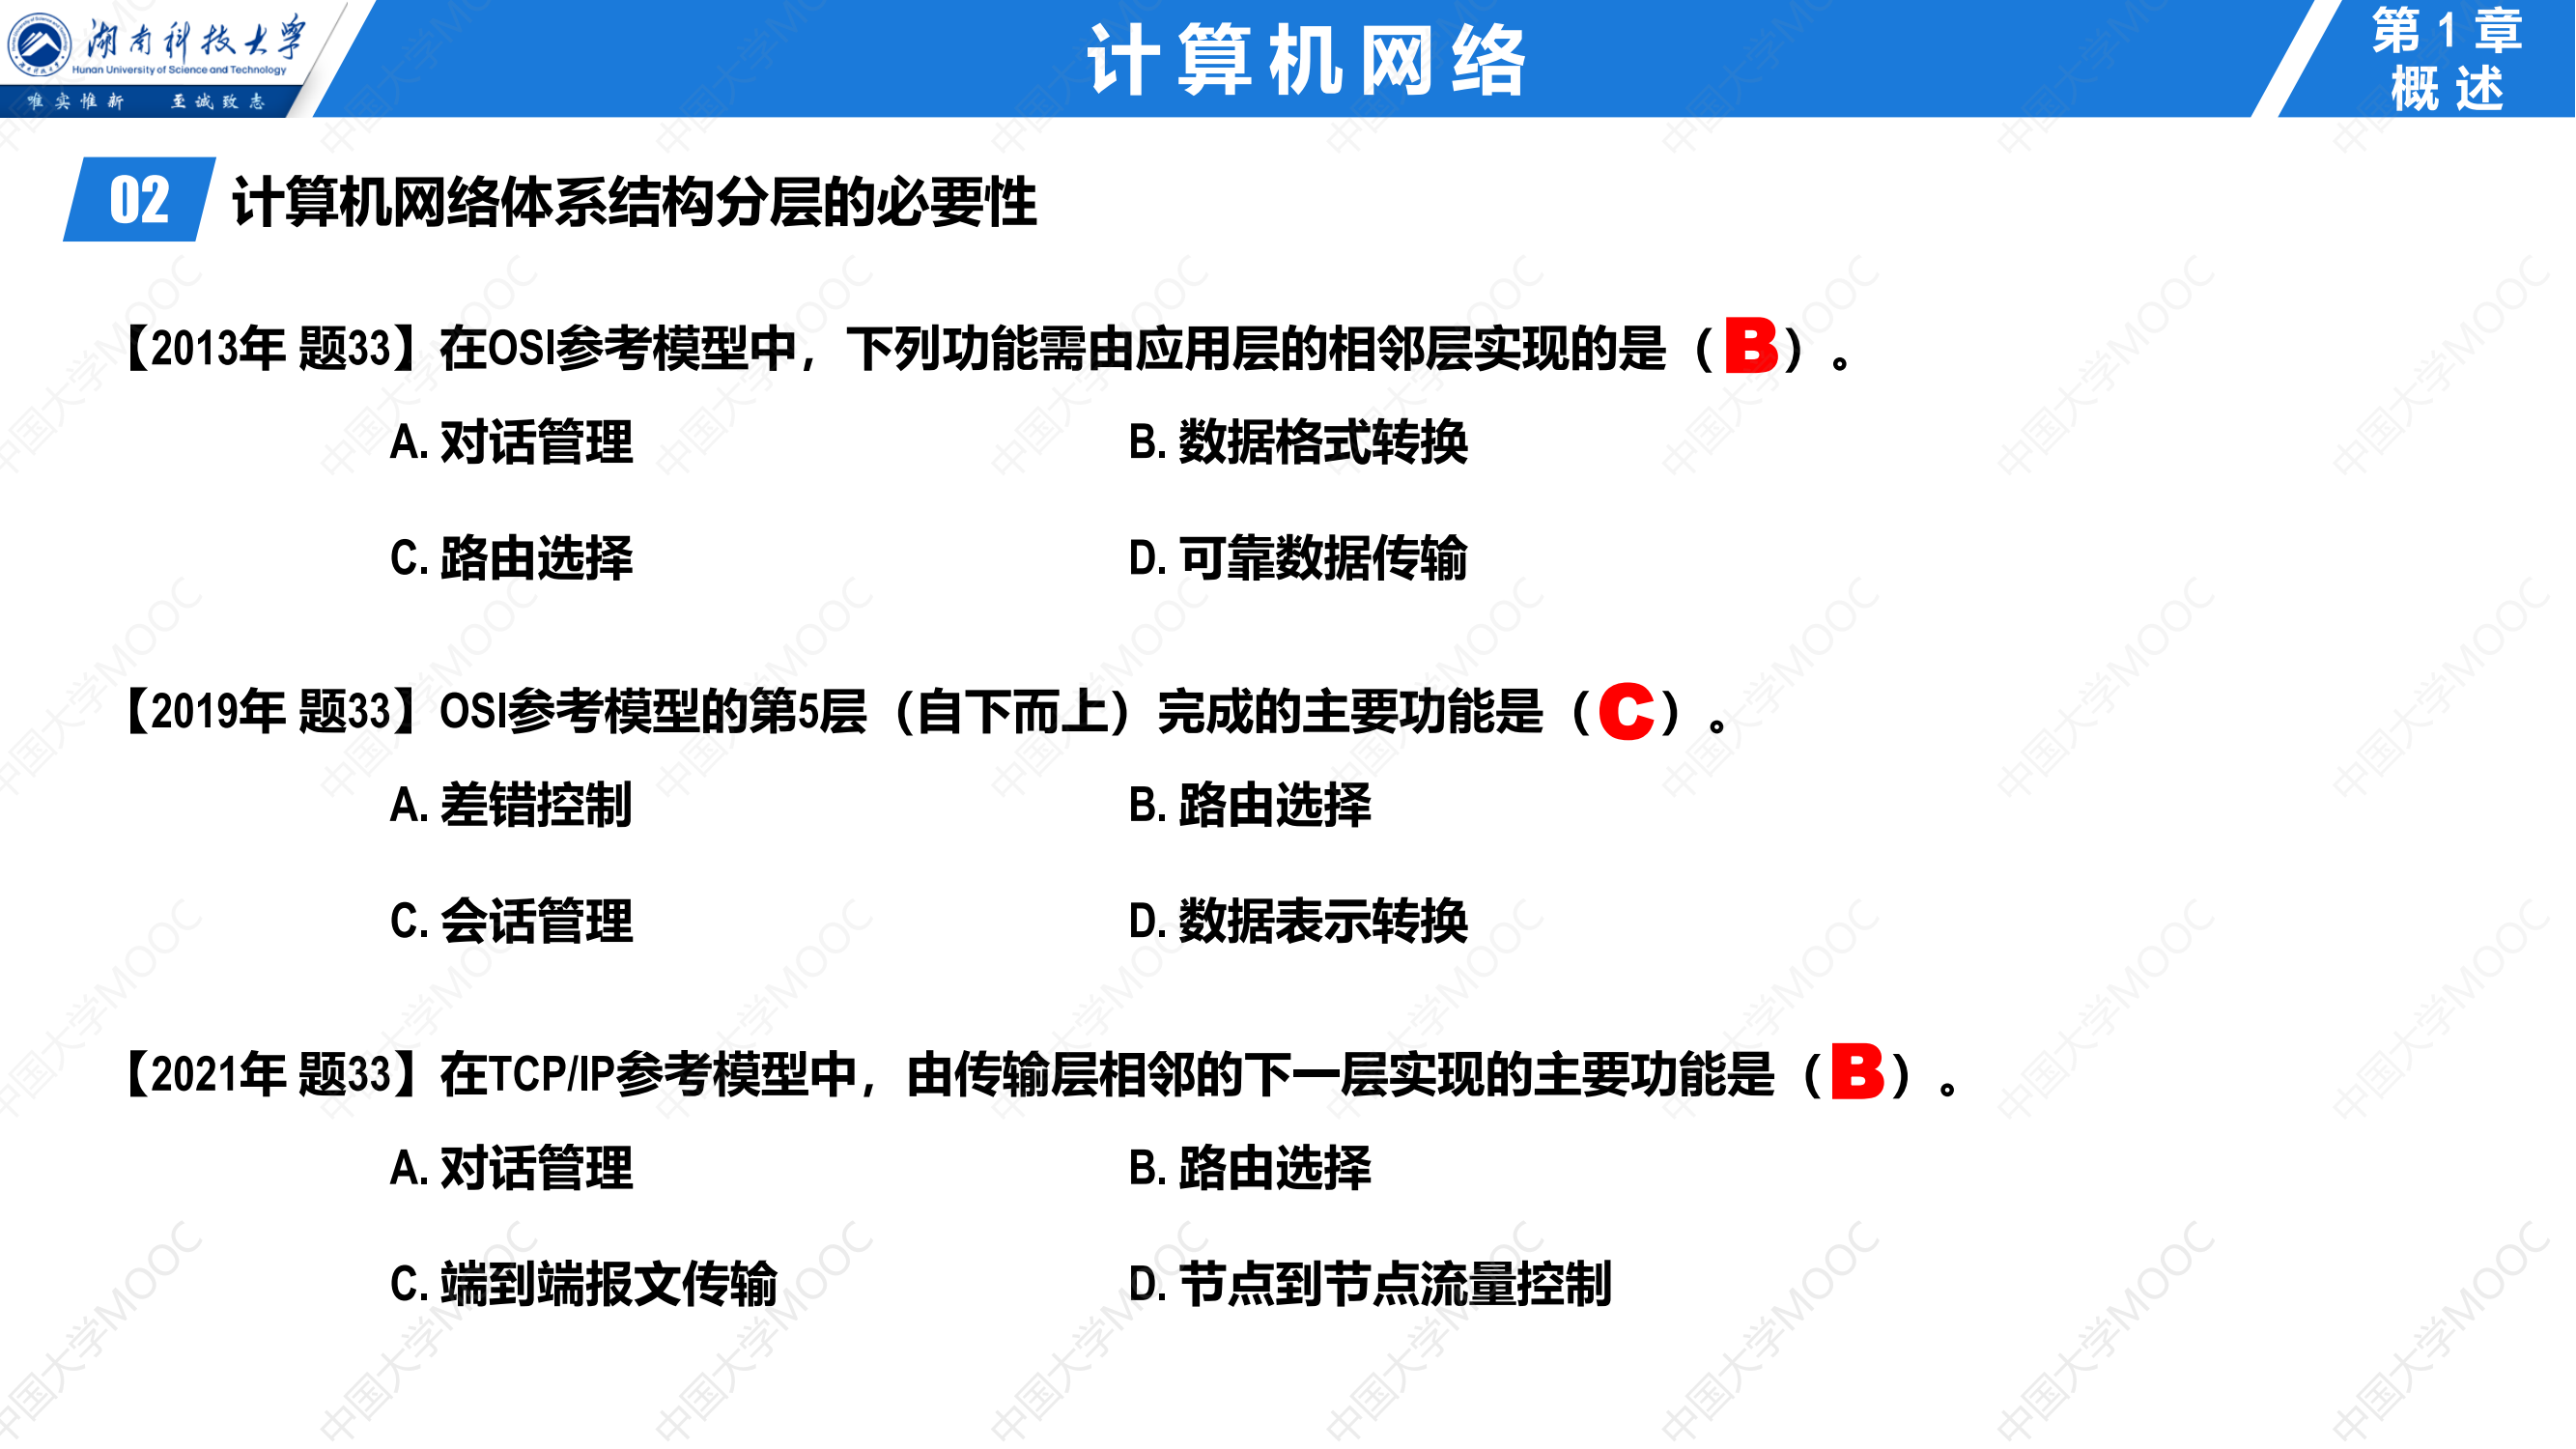 湖南科技大学
Hunan University of Science and Technology
唯实惟新 至诚致志
计算机网络
第1章
概述
02 计算机网络体系结构分层的必要性
【2013年 题33】在OSI参考模型中，下列功能需由应用层的相邻层实现的是（B）。
A. 对话管理 B. 数据格式转换
C. 路由选择 D. 可靠数据传输
【2019年 题33】OSI参考模型的第5层（自下而上）完成的主要功能是（C）。
A. 差错控制 B. 路由选择
C. 会话管理 D. 数据表示转换
【2021年 题33】在TCP/IP参考模型中，由传输层相邻的下一层实现的主要功能是（B）。
A. 对话管理 B. 路由选择
C. 端到端报文传输 D. 节点到节点流量控制
中国大学MOOC